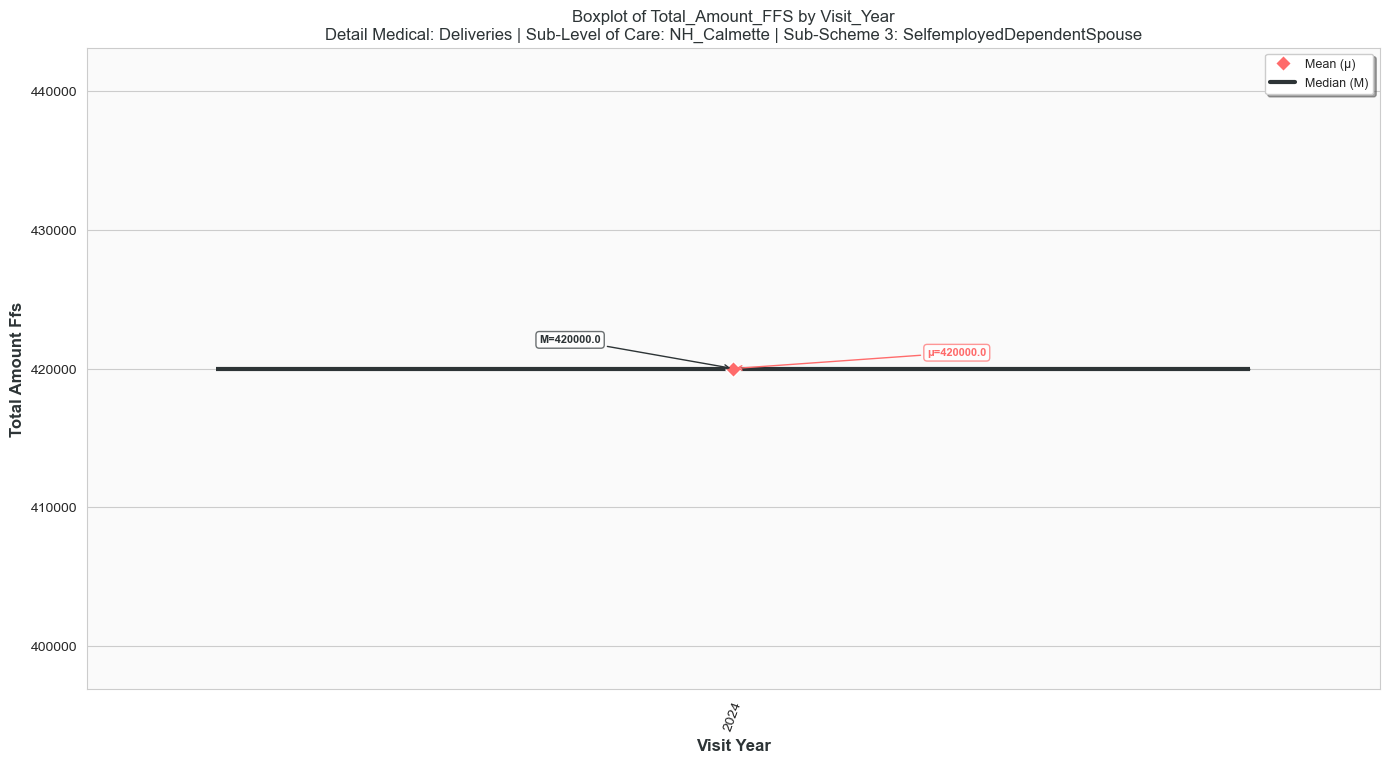 Boxplot of Total_Amount_FFS by Visit_Year
Detail Medical: Deliveries | Sub-Level of Care: NH_Calmette | Sub-Scheme 3: SelfemployedDependentSpouse
Mean (μ)
Median (M)
440000
430000
420000
410000
400000
Total Amount Ffs
M=420000.0
μ=420000.0
2024
Visit Year